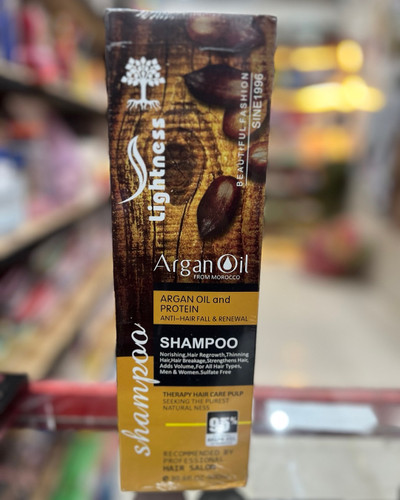 BEAUTIFUL FASHION
SINE1996
Lightness
Argan Oil
FROM MOROCCO
ARGAN OIL and
PROTEIN
ANTI-HAIR FALL & RENEWAL
SHAMPOO
Norishing,Hair Regrowth,Thinning
Hair,Hair Breakage,Strengthens Hair,
Adds Volume,For All Hair Types,
Men & Women,Sulfate Free
shampoo
THERAPY HAIR CARE PULP
SEEKING THE PUREST
NATURAL NESS
95%
RECOMMENDED BY
PROFESSIONAL
HAIR SALONS